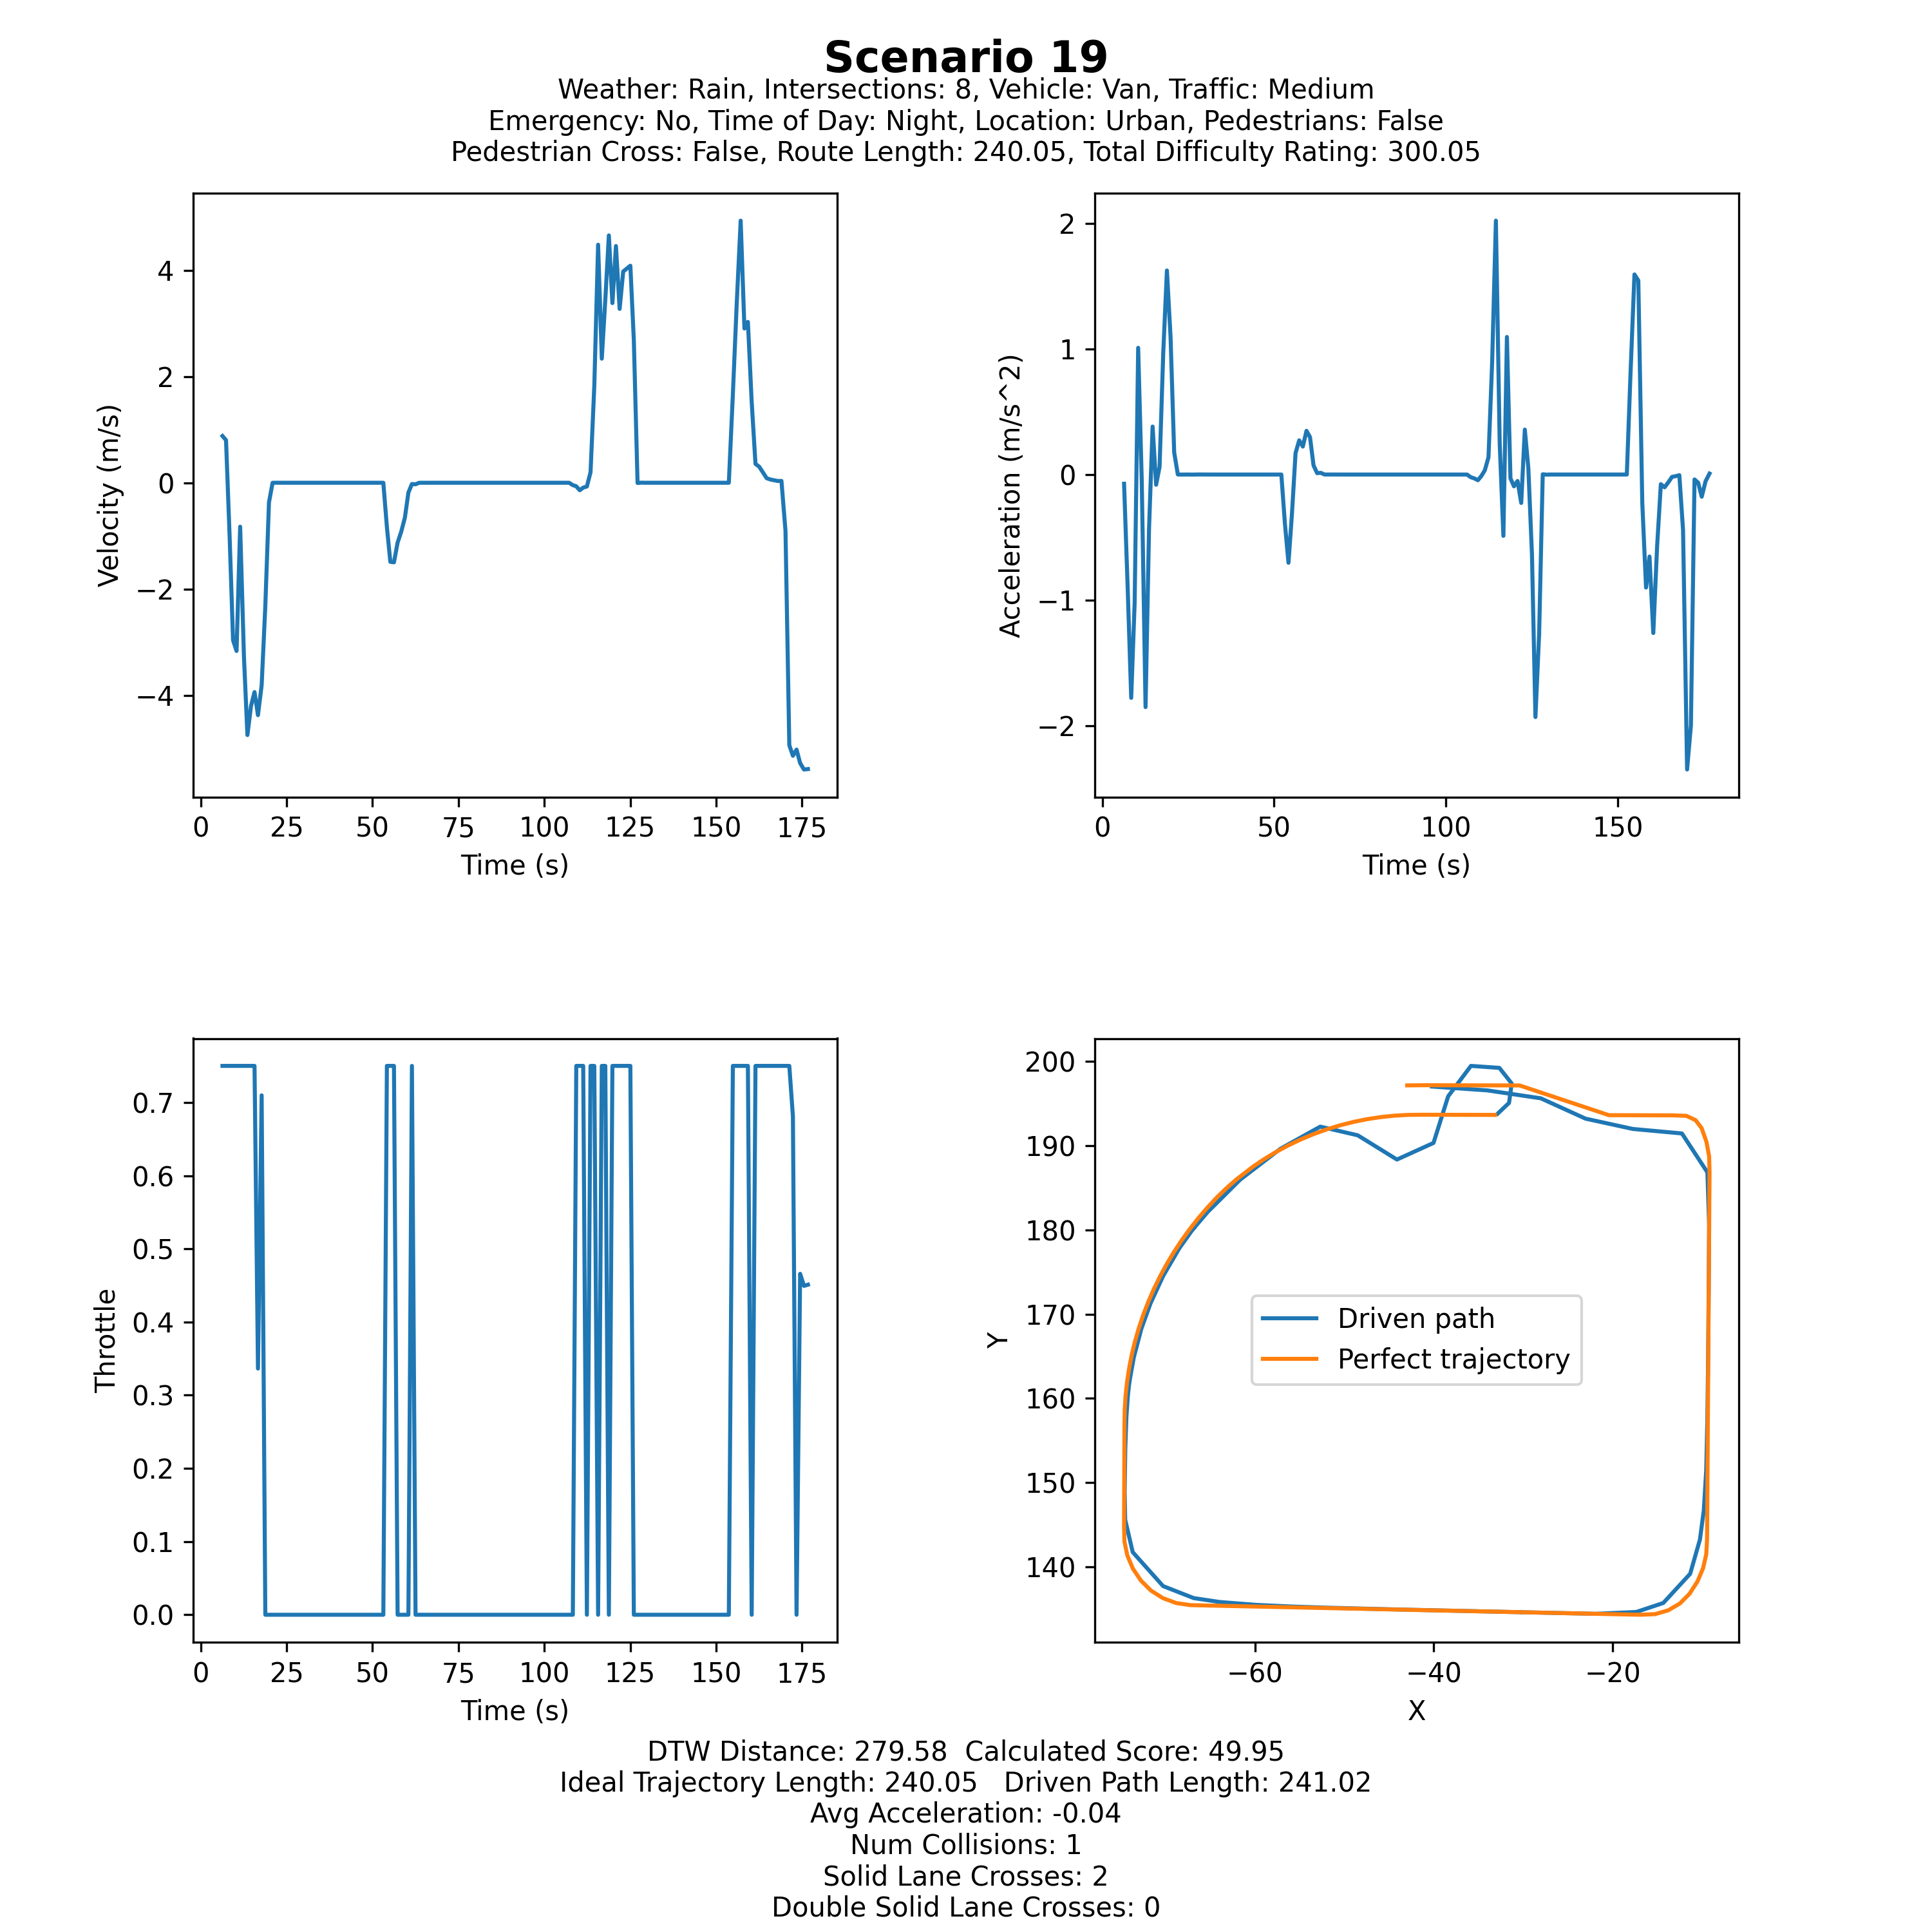 Scenario 19
Weather: Rain, Intersections: 8, Vehicle: Van, Traffic: Medium
Emergency: No, Time of Day: Night, Location: Urban, Pedestrians: False
Pedestrian Cross: False, Route Length: 240.05, Total Difficulty Rating: 300.05
Velocity (m/s)
4
2
0
−2
−4
0 25 50 75 100 125 150 175
Time (s)
Acceleration (m/s^2)
2
1
0
−1
−2
0 50 100 150
Time (s)
Throttle
0.7
0.6
0.5
0.4
0.3
0.2
0.1
0.0
0 25 50 75 100 125 150 175
Time (s)
Y
200
190
180
170
160
150
140
Driven path
Perfect trajectory
−60 −40 −20
X
DTW Distance: 279.58 Calculated Score: 49.95
Ideal Trajectory Length: 240.05 Driven Path Length: 241.02
Avg Acceleration: -0.04
Num Collisions: 1
Solid Lane Crosses: 2
Double Solid Lane Crosses: 0